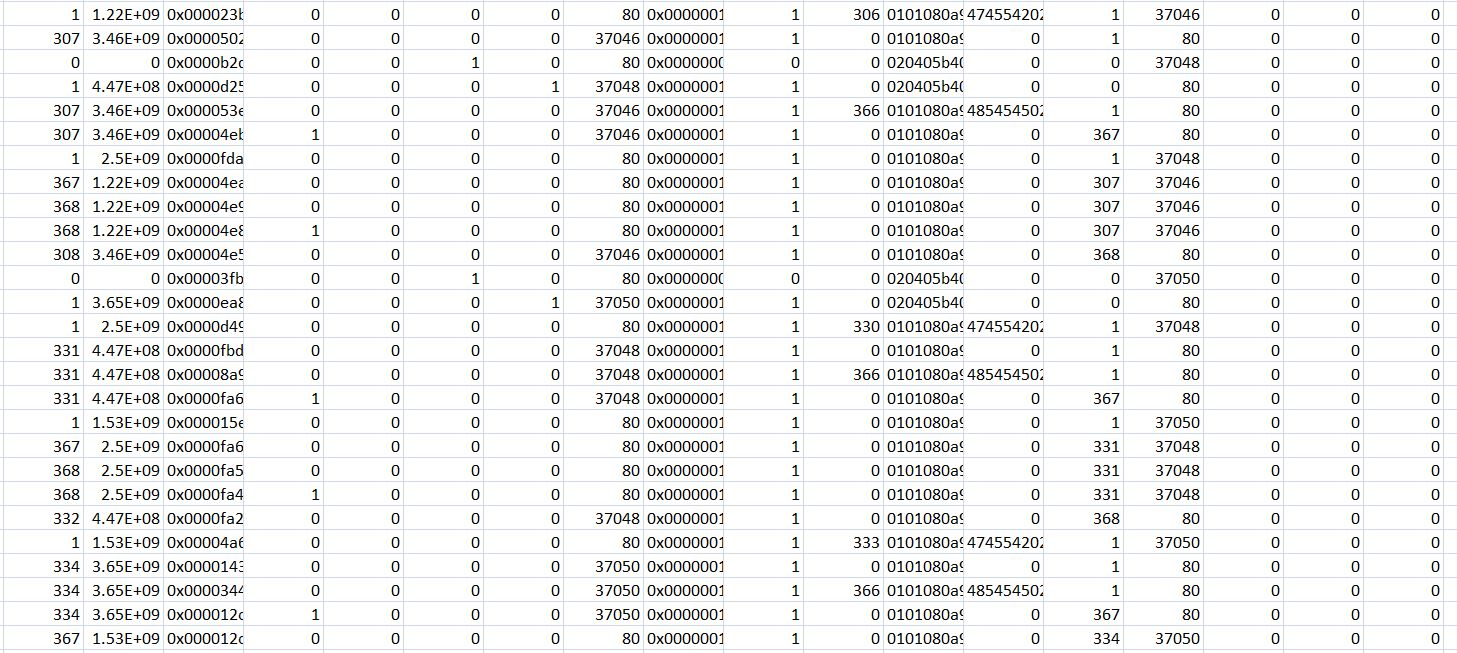 1 1.22E+09 0x000023b 0 0 0 0 80 0x0000001 1 306 0101080a9 474554202 1 37046 0 0 0
307 3.46E+09 0x0000502 0 0 0 0 37046 0x0000001 1 0 0101080a9 0 1 80 0 0 0
0 0 0x0000b2c 0 0 1 0 80 0x0000000 0 0 020405b40 0 0 37048 0 0 0
1 4.47E+08 0x0000d25 0 0 0 1 37048 0x0000001 1 0 020405b40 0 0 80 0 0 0
307 3.46E+09 0x000053e 0 0 0 0 37046 0x0000001 1 366 0101080a9 485454502 1 80 0 0 0
307 3.46E+09 0x00004eb 1 0 0 0 37046 0x0000001 1 0 0101080a9 0 367 80 0 0 0
1 2.5E+09 0x0000fda 0 0 0 0 80 0x0000001 1 0 0101080a9 0 1 37048 0 0 0
367 1.22E+09 0x00004ea 0 0 0 0 80 0x0000001 1 0 0101080a9 0 307 37046 0 0 0
368 1.22E+09 0x00004e9 0 0 0 0 80 0x0000001 1 0 0101080a9 0 307 37046 0 0 0
368 1.22E+09 0x00004e8 1 0 0 0 80 0x0000001 1 0 0101080a9 0 307 37046 0 0 0
308 3.46E+09 0x00004e5 0 0 0 0 37046 0x0000001 1 0 0101080a9 0 368 80 0 0 0
0 0 0x00003fb 0 0 1 0 80 0x0000000 0 0 020405b40 0 0 37050 0 0 0
1 3.65E+09 0x0000ea8 0 0 0 1 37050 0x0000001 1 0 020405b40 0 0 80 0 0 0
1 2.5E+09 0x0000d49 0 0 0 0 80 0x0000001 1 330 0101080a9 474554202 1 37048 0 0 0
331 4.47E+08 0x0000fbd 0 0 0 0 37048 0x0000001 1 0 0101080a9 0 1 80 0 0 0
331 4.47E+08 0x00008a9 0 0 0 0 37048 0x0000001 1 366 0101080a9 485454502 1 80 0 0 0
331 4.47E+08 0x0000fa6 1 0 0 0 37048 0x0000001 1 0 0101080a9 0 367 80 0 0 0
1 1.53E+09 0x000015e 0 0 0 0 80 0x0000001 1 0 0101080a9 0 1 37050 0 0 0
367 2.5E+09 0x0000fa6 0 0 0 0 80 0x0000001 1 0 0101080a9 0 331 37048 0 0 0
368 2.5E+09 0x0000fa5 0 0 0 0 80 0x0000001 1 0 0101080a9 0 331 37048 0 0 0
368 2.5E+09 0x0000fa4 1 0 0 0 80 0x0000001 1 0 0101080a9 0 331 37048 0 0 0
332 4.47E+08 0x0000fa2 0 0 0 0 37048 0x0000001 1 0 0101080a9 0 368 80 0 0 0
1 1.53E+09 0x00004a6 0 0 0 0 80 0x0000001 1 333 0101080a9 474554202 1 37050 0 0 0
334 3.65E+09 0x0000143 0 0 0 0 37050 0x0000001 1 0 0101080a9 0 1 80 0 0 0
334 3.65E+09 0x0000344 0 0 0 0 37050 0x0000001 1 366 0101080a9 485454502 1 80 0 0 0
334 3.65E+09 0x000012c 1 0 0 0 37050 0x0000001 1 0 0101080a9 0 367 80 0 0 0
367 1.53E+09 0x000012c 0 0 0 0 80 0x0000001 1 0 0101080a9 0 334 37050 0 0 0